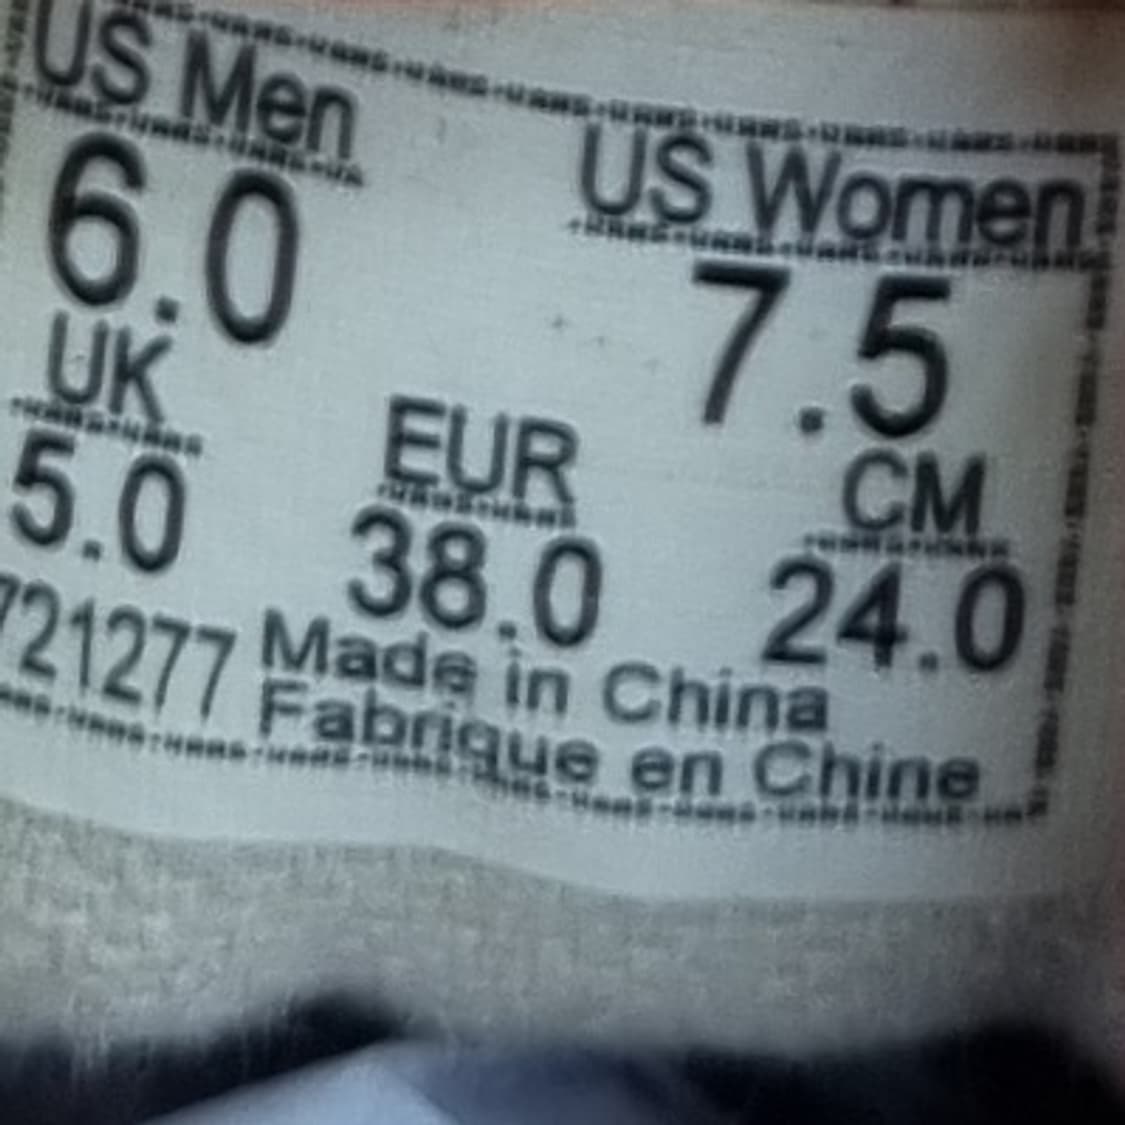 US Men US Women
6.0 7.5
UK EUR CM
5.0 38.0 24.0
721277 Made in China
Fabrique en Chine